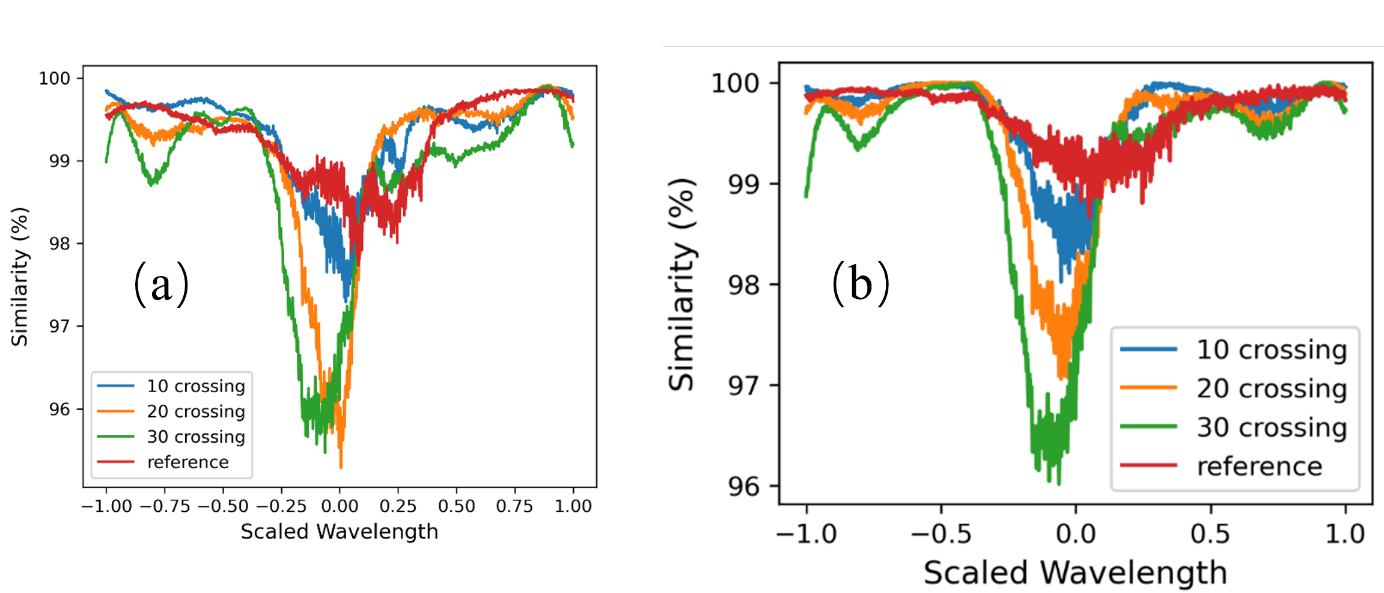 100
99
98
97
96
Similarity (%)
(a)
10 crossing
20 crossing
30 crossing
reference
−1.00 −0.75 −0.50 −0.25 0.00 0.25 0.50 0.75 1.00
Scaled Wavelength
100
99
98
97
96
Similarity (%)
(b)
10 crossing
20 crossing
30 crossing
reference
−1.0 −0.5 0.0 0.5 1.0
Scaled Wavelength